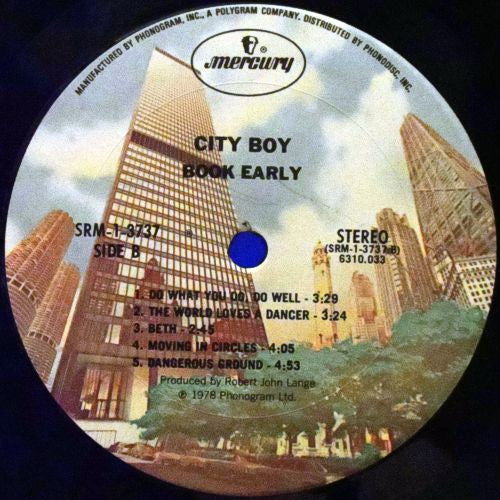 MANUFACTURED BY PHONOGRAM, INC., A POLYGRAM COMPANY. DISTRIBUTED BY PHONODISC, INC.
®
mercury
CITY BOY
BOOK EARLY
SRM-1-3737
SIDE B
STEREO
(SRM-1-3737 B)
6310.033
1. DO WHAT YOU DO, DO WELL - 3:29
2. THE WORLD LOVES A DANCER - 3:24
3. BETH - 2:45
4. MOVING IN CIRCLES - 4:05
5. DANGEROUS GROUND - 4:53
Produced by Robert John Lange
℗ 1978 Phonogram Ltd.